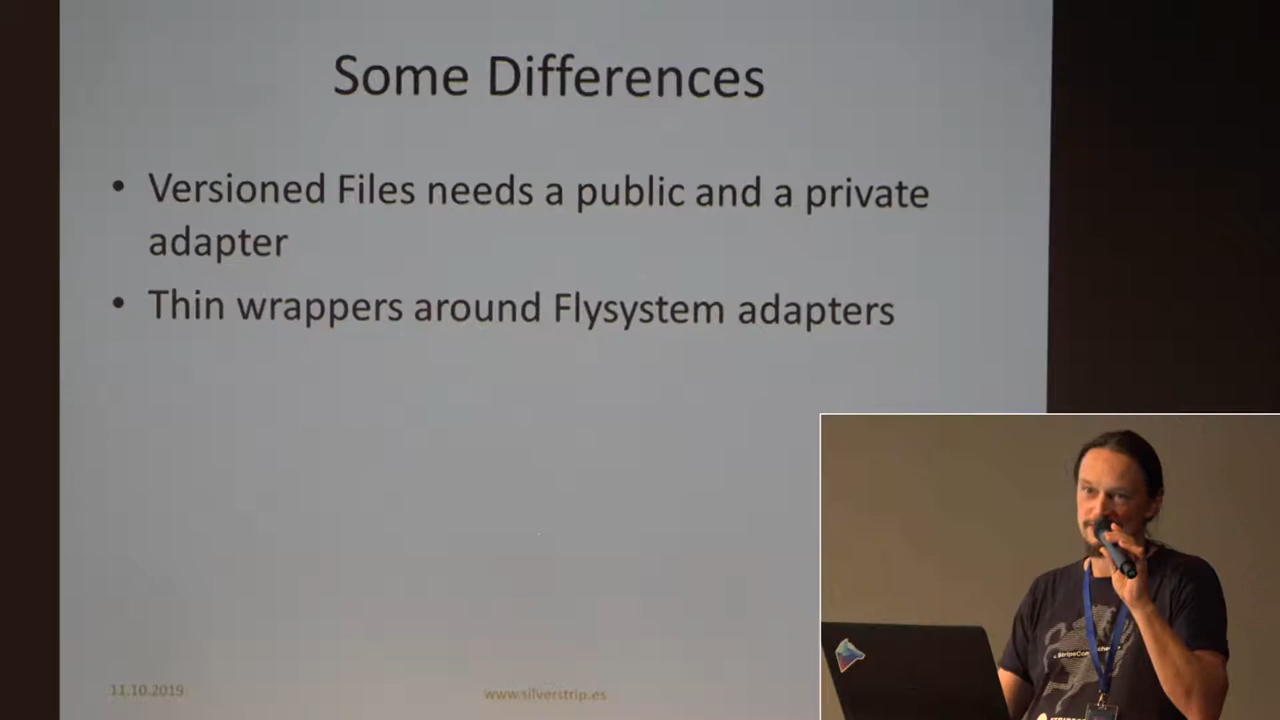 Some Differences
• Versioned Files needs a public and a private
adapter
• Thin wrappers around Flysystem adapters
11.10.2019
www.silverstrip.es